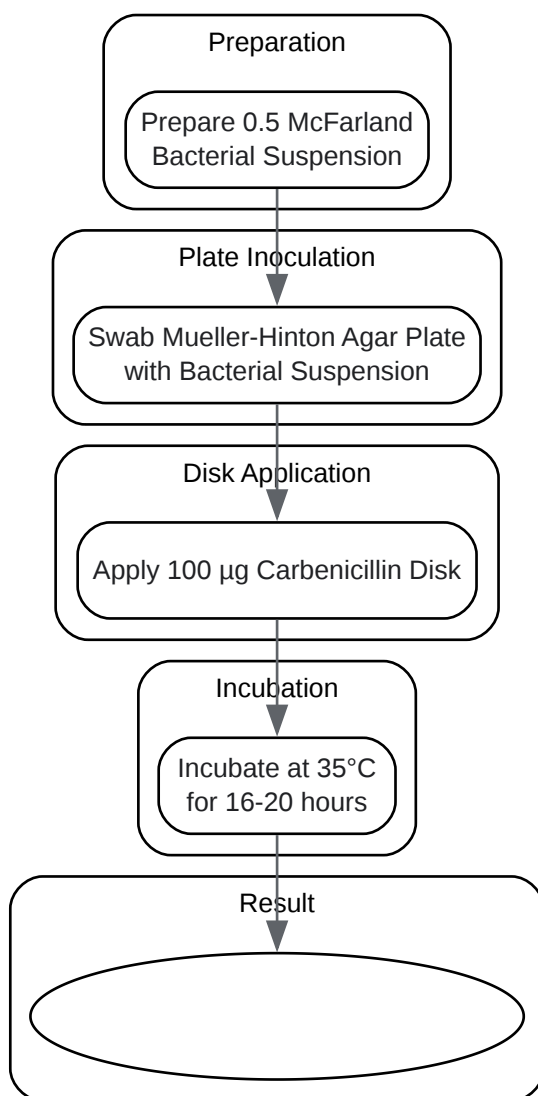 Preparation
Prepare 0.5 McFarland
Bacterial Suspension
Plate Inoculation
Swab Mueller-Hinton Agar Plate
with Bacterial Suspension
Disk Application
Apply 100 µg Carbenicillin Disk
Incubation
Incubate at 35°C
for 16-20 hours
Result